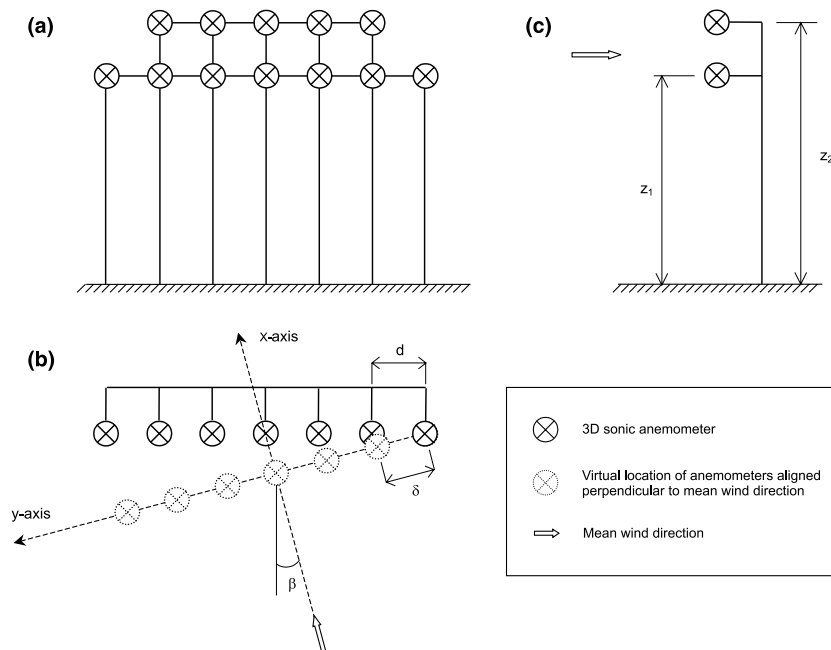 (a)
(c)
z1
z2
(b)
x-axis
d
δ
y-axis
β
3D sonic anemometer
Virtual location of anemometers aligned
perpendicular to mean wind direction
Mean wind direction